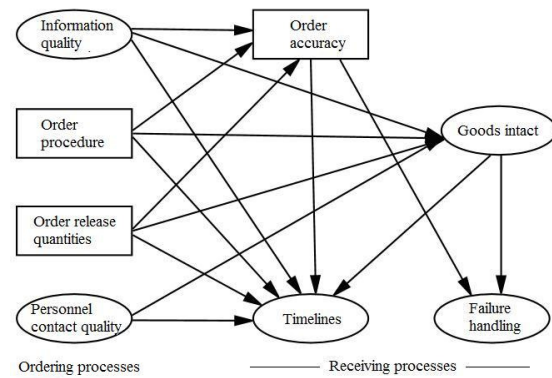 Information
quality
Order
accuracy
Order
procedure
Goods intact
Order release
quantities
Personnel
contact quality
Timelines
Failure
handling
Ordering processes
Receiving processes